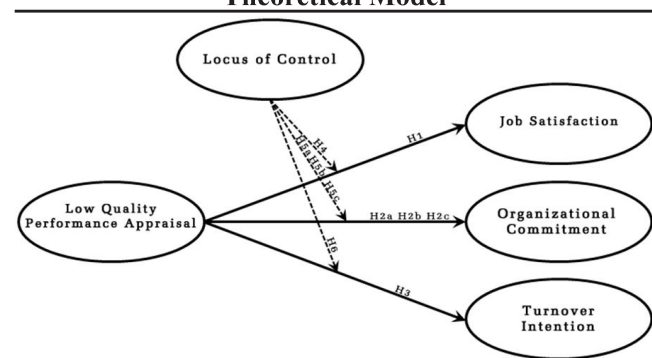 Theoretical Model
Locus of Control
Job Satisfaction
H1
H4
H5a H5b H5c
Low Quality
Performance Appraisal
H2a H2b H2c
Organizational
Commitment
H6
H3
Turnover
Intention